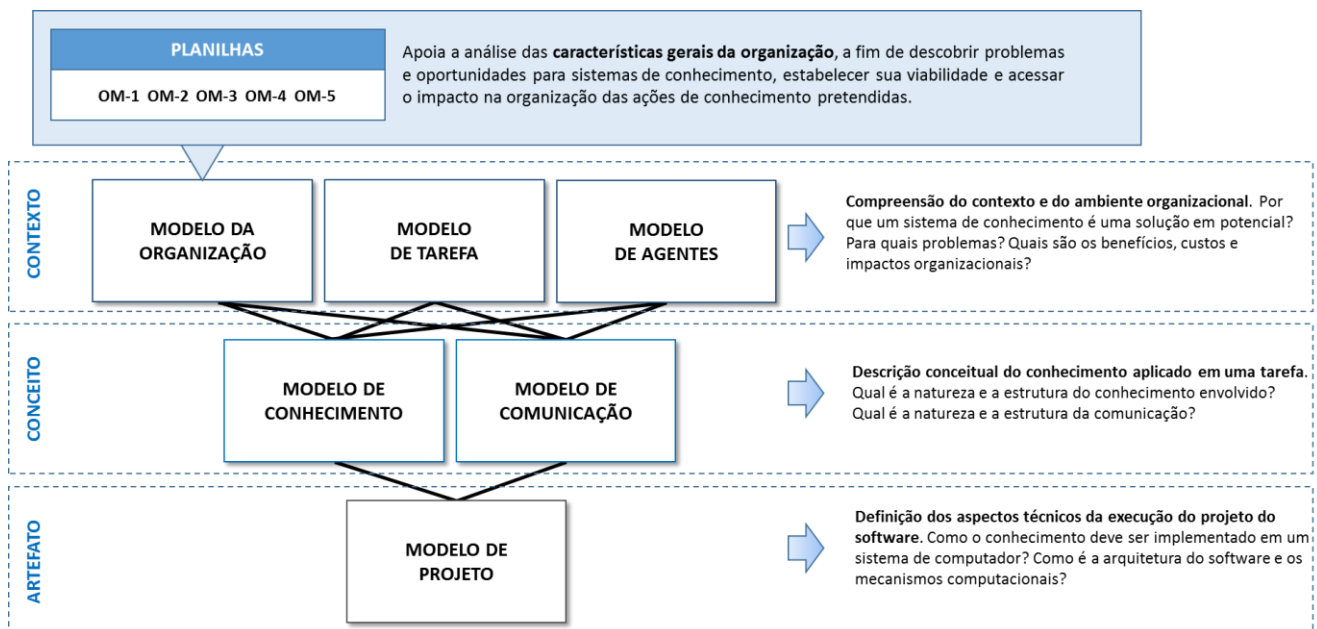 PLANILHAS
OM-1 OM-2 OM-3 OM-4 OM-5
Apoia a análise das características gerais da organização, a fim de descobrir problemas
e oportunidades para sistemas de conhecimento, estabelecer sua viabilidade e acessar
o impacto na organização das ações de conhecimento pretendidas.
CONTEXTO
MODELO DA
ORGANIZAÇÃO
MODELO
DE TAREFA
MODELO
DE AGENTES
Compreensão do contexto e do ambiente organizacional. Por
que um sistema de conhecimento é uma solução em potencial?
Para quais problemas? Quais são os benefícios, custos e
impactos organizacionais?
CONCEITO
MODELO DE
CONHECIMENTO
MODELO DE
COMUNICAÇÃO
Descrição conceitual do conhecimento aplicado em uma tarefa.
Qual é a natureza e a estrutura do conhecimento envolvido?
Qual é a natureza e a estrutura da comunicação?
ARTEFATO
MODELO DE
PROJETO
Definição dos aspectos técnicos da execução do projeto do
software. Como o conhecimento deve ser implementado em um
sistema de computador? Como é a arquitetura do software e os
mecanismos computacionais?